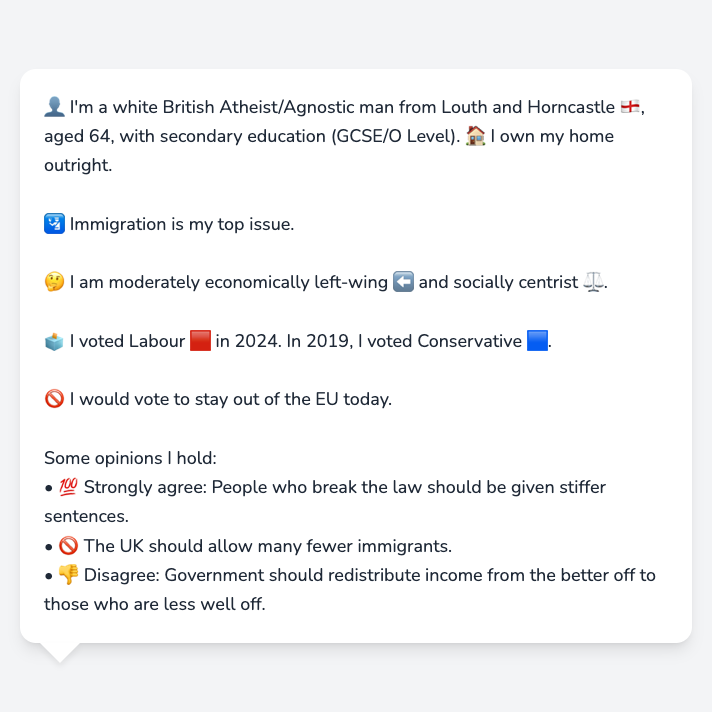 👤 I'm a white British Atheist/Agnostic man from Louth and Horncastle 🏴󠁧󠁢󠁥󠁮󠁧󠁿,
aged 64, with secondary education (GCSE/O Level). 🏠 I own my home
outright.
🛂 Immigration is my top issue.
🤔 I am moderately economically left-wing ⬅️ and socially centrist ⚖️.
🗳️ I voted Labour 🟥 in 2024. In 2019, I voted Conservative 🟦.
🚫 I would vote to stay out of the EU today.
Some opinions I hold:
• 💯 Strongly agree: People who break the law should be given stiffer
sentences.
• 🚫 The UK should allow many fewer immigrants.
• 👎 Disagree: Government should redistribute income from the better off to
those who are less well off.